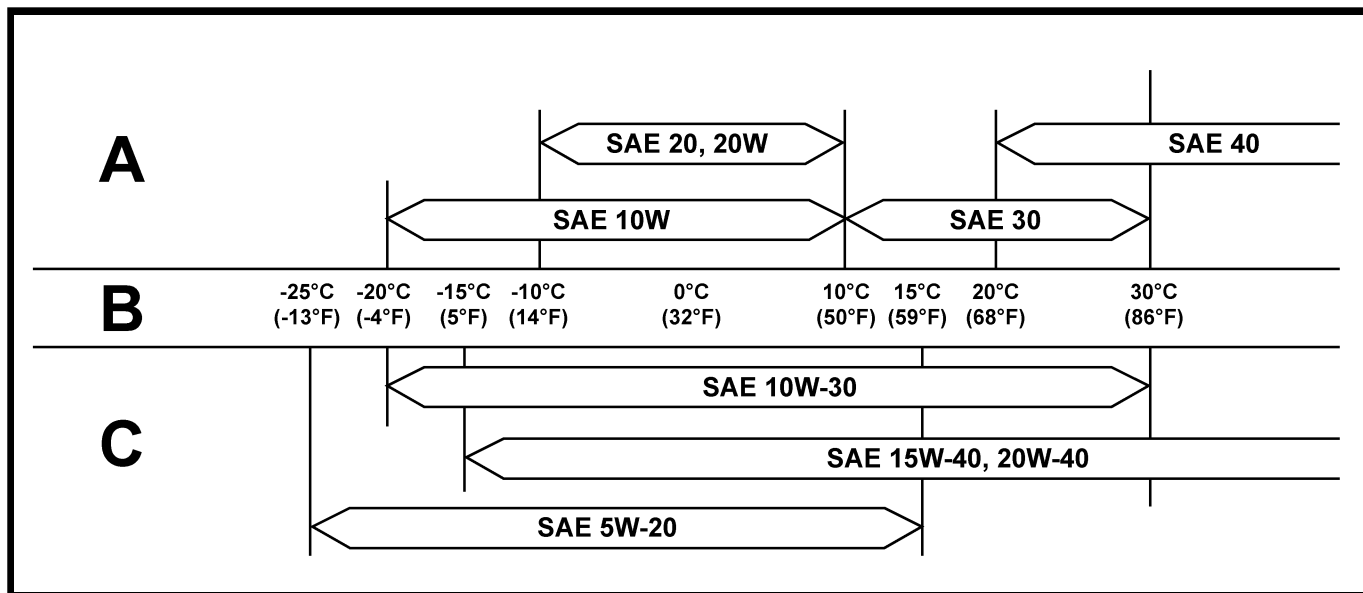 A
SAE 20, 20W
SAE 40
SAE 10W
SAE 30
B
-25°C -20°C -15°C -10°C 0°C 10°C 15°C 20°C 30°C
(-13°F) (-4°F) (5°F) (14°F) (32°F) (50°F) (59°F) (68°F) (86°F)
C
SAE 10W-30
SAE 15W-40, 20W-40
SAE 5W-20